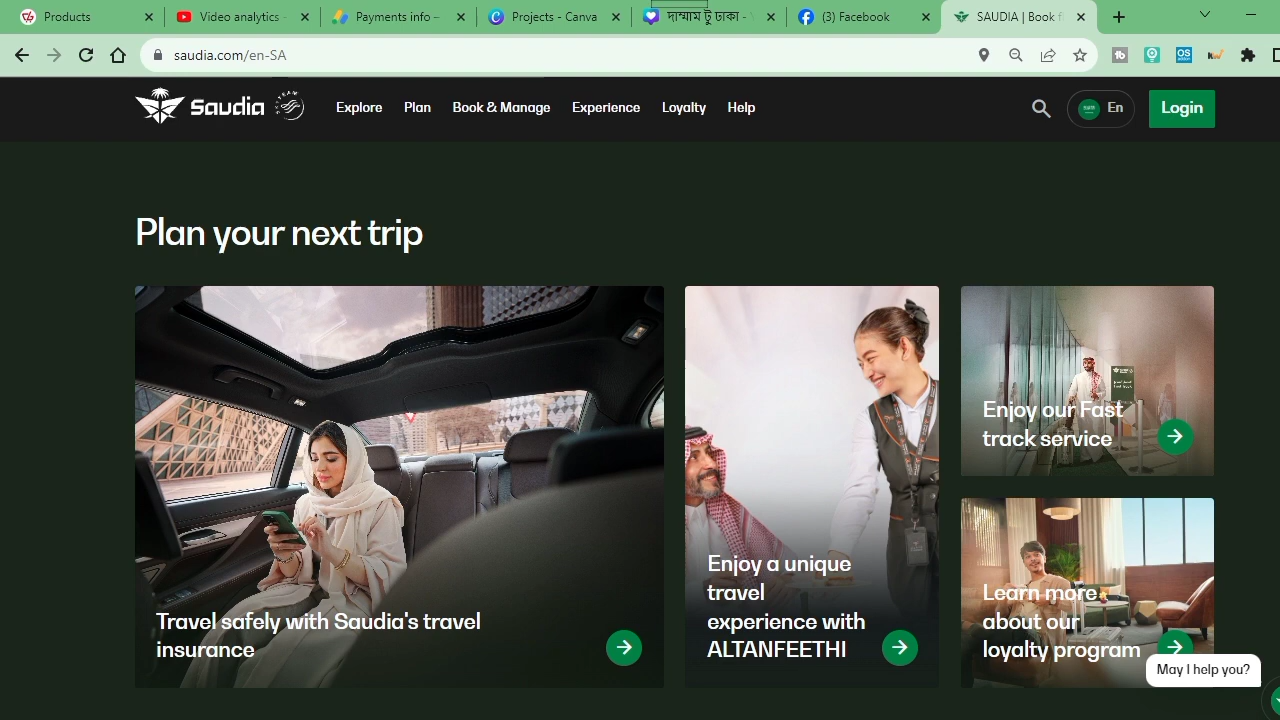 Products
Video analytics -
Payments info –
Projects - Canva
দাম্মাম টু ঢাকা -
(3) Facebook
SAUDIA | Book f
saudia.com/en-SA
Saudia
Explore
Plan
Book & Manage
Experience
Loyalty
Help
En
Login
Plan your next trip
Travel safely with Saudia's travel
insurance
Enjoy a unique
travel
experience with
ALTANFEETHI
Enjoy our Fast
track service
Learn more
about our
loyalty program
May I help you?